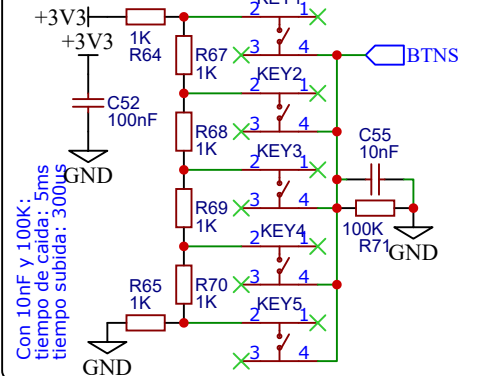 +3V3
1K
R64
+3V3
C52
100nF
GND
R67
1K
R68
1K
R69
1K
R70
1K
R65
1K
GND
KEY1
2 1
3 4
KEY2
2 1
3 4
KEY3
2 1
3 4
KEY4
2 1
3 4
KEY5
2 1
3 4
BTNS
C55
10nF
100K
R71
GND
Con 10nF y 100K:
tiempo de caida: 5ms
tiempo subida: 300us